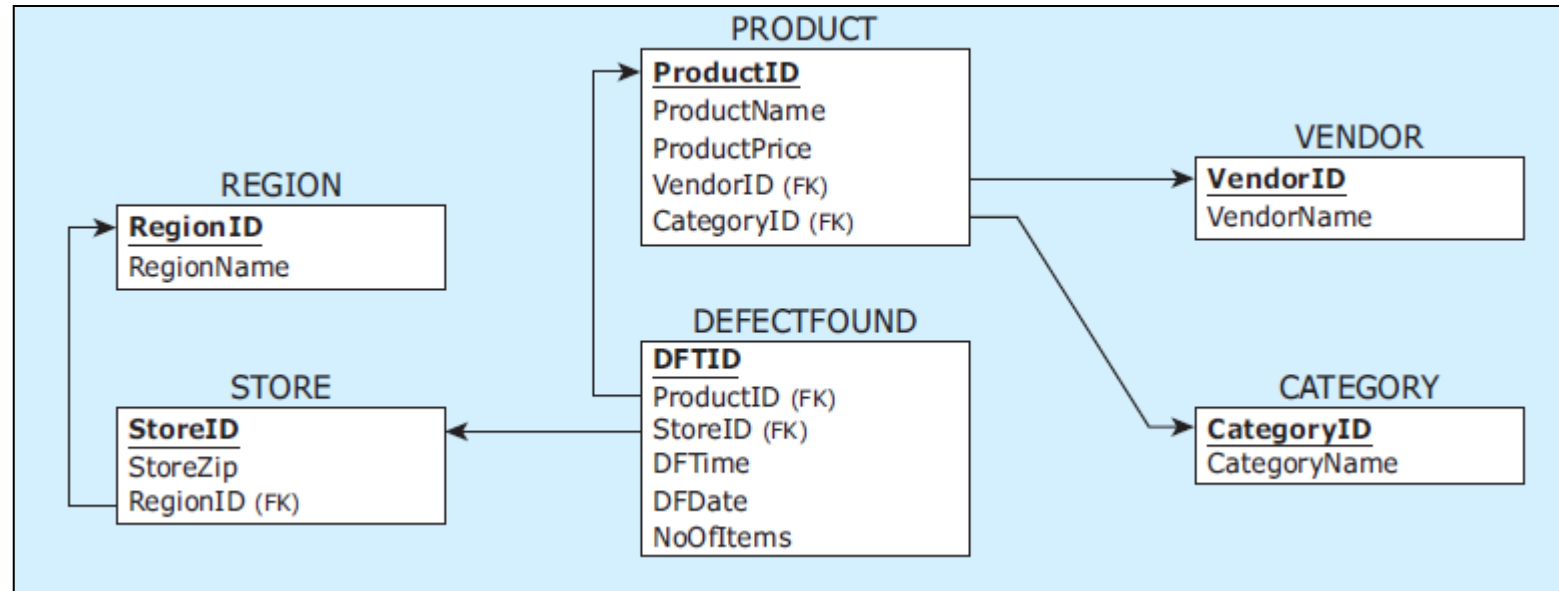 PRODUCT
ProductID
ProductName
ProductPrice
VendorID (FK)
CategoryID (FK)
VENDOR
VendorID
VendorName
REGION
RegionID
RegionName
DEFECTFOUND
DFTID
ProductID (FK)
StoreID (FK)
DFTime
DFDate
NoOfItems
STORE
StoreID
StoreZip
RegionID (FK)
CATEGORY
CategoryID
CategoryName